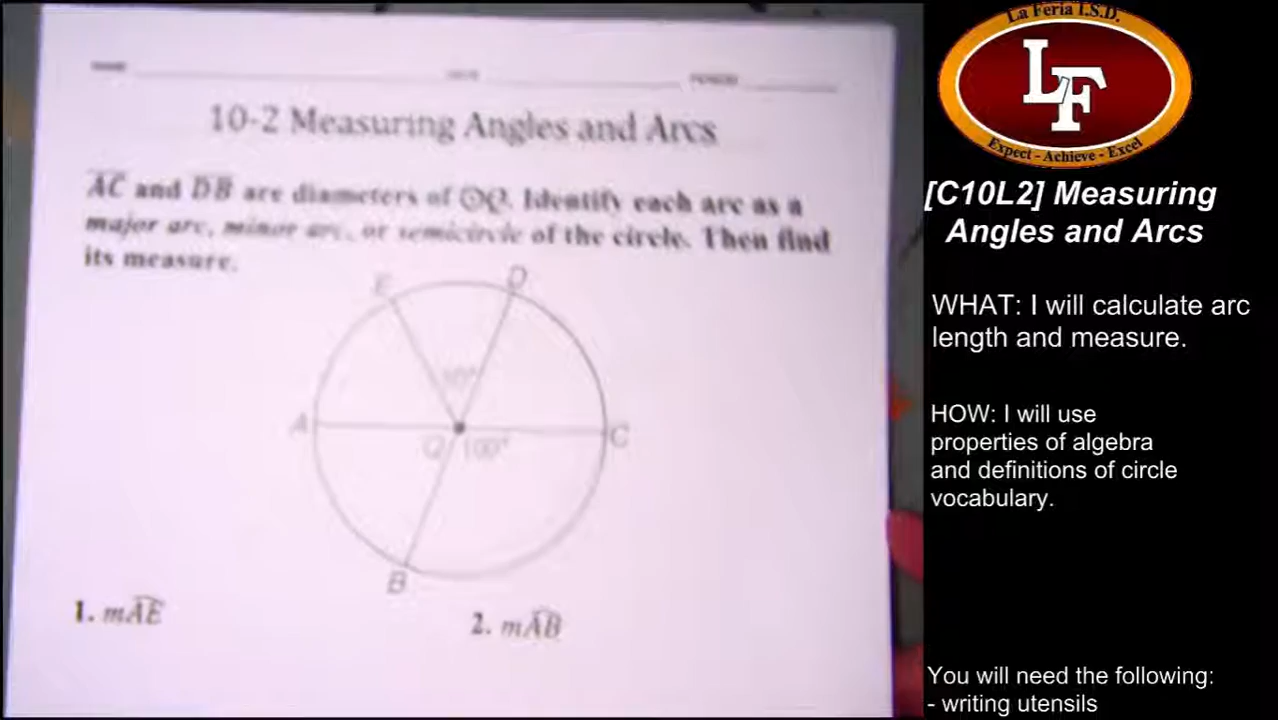 La Feria I.S.D.
LF
Expect - Achieve - Excel
[C10L2] Measuring
Angles and Arcs
WHAT: I will calculate arc
length and measure.
HOW: I will use
properties of algebra
and definitions of circle
vocabulary.
You will need the following:
- writing utensils
10-2 Measuring Angles and Arcs
AC and DB are diameters of ⊙Q. Identify each arc as a
major arc, minor arc, or semicircle of the circle. Then find
its measure.
E
D
A
Q
100°
C
B
1. mAE
2. mAB